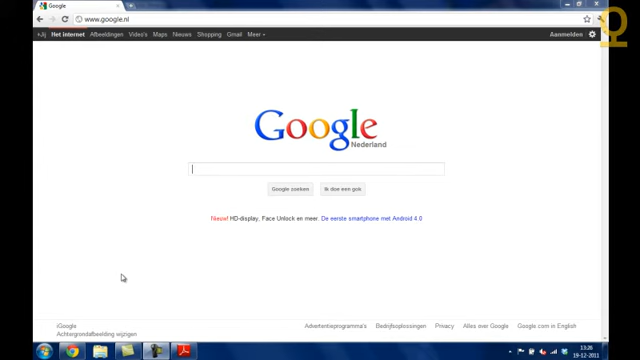 Google
www.google.nl
+Jij Het Internet Afbeeldingen Video's Maps Nieuws Shopping Gmail Meer Aanmelden
Google
Nederland
Google zoeken Ik doe een gok
Nieuw! HD-display, Face Unlock en meer. De eerste smartphone met Android 4.0
iGoogle
Achtergrondafbeelding wijzigen
Advertentieprogramma's Bedrijfsoplossingen Privacy Alles over Google Google.com in English
13:26
19-12-2011